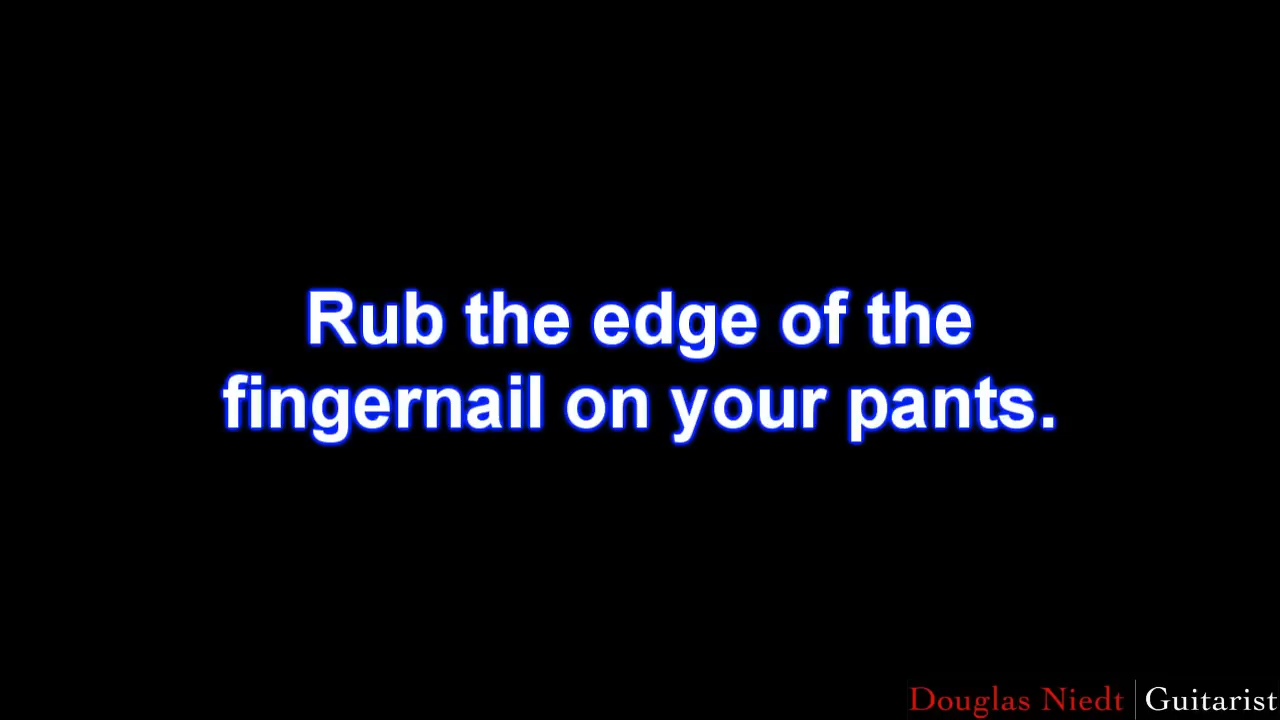 Rub the edge of the
fingernail on your pants.
Douglas Niedt | Guitarist